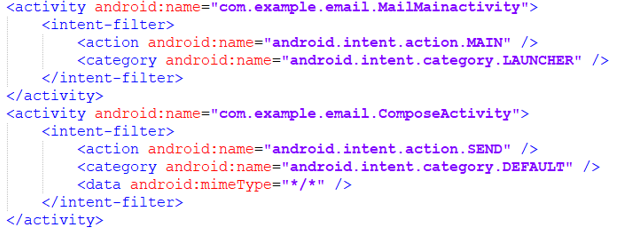 <activity android:name="com.example.email.MailMainactivity">
<intent-filter>
<action android:name="android.intent.action.MAIN" />
<category android:name="android.intent.category.LAUNCHER" />
</intent-filter>
</activity>
<activity android:name="com.example.email.ComposeActivity">
<intent-filter>
<action android:name="android.intent.action.SEND" />
<category android:name="android.intent.category.DEFAULT" />
<data android:mimeType="*/*" />
</intent-filter>
</activity>